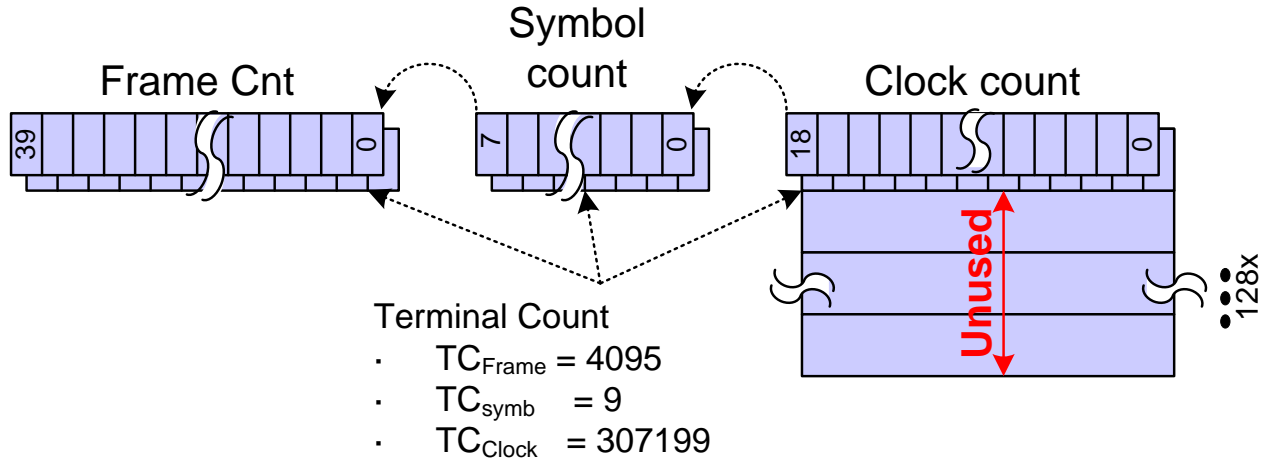 Symbol
count
Frame Cnt
Clock count
39
0
7
0
18
0
Unused
128x
Terminal Count
· TCFrame = 4095
· TCsymb = 9
· TCClock = 307199